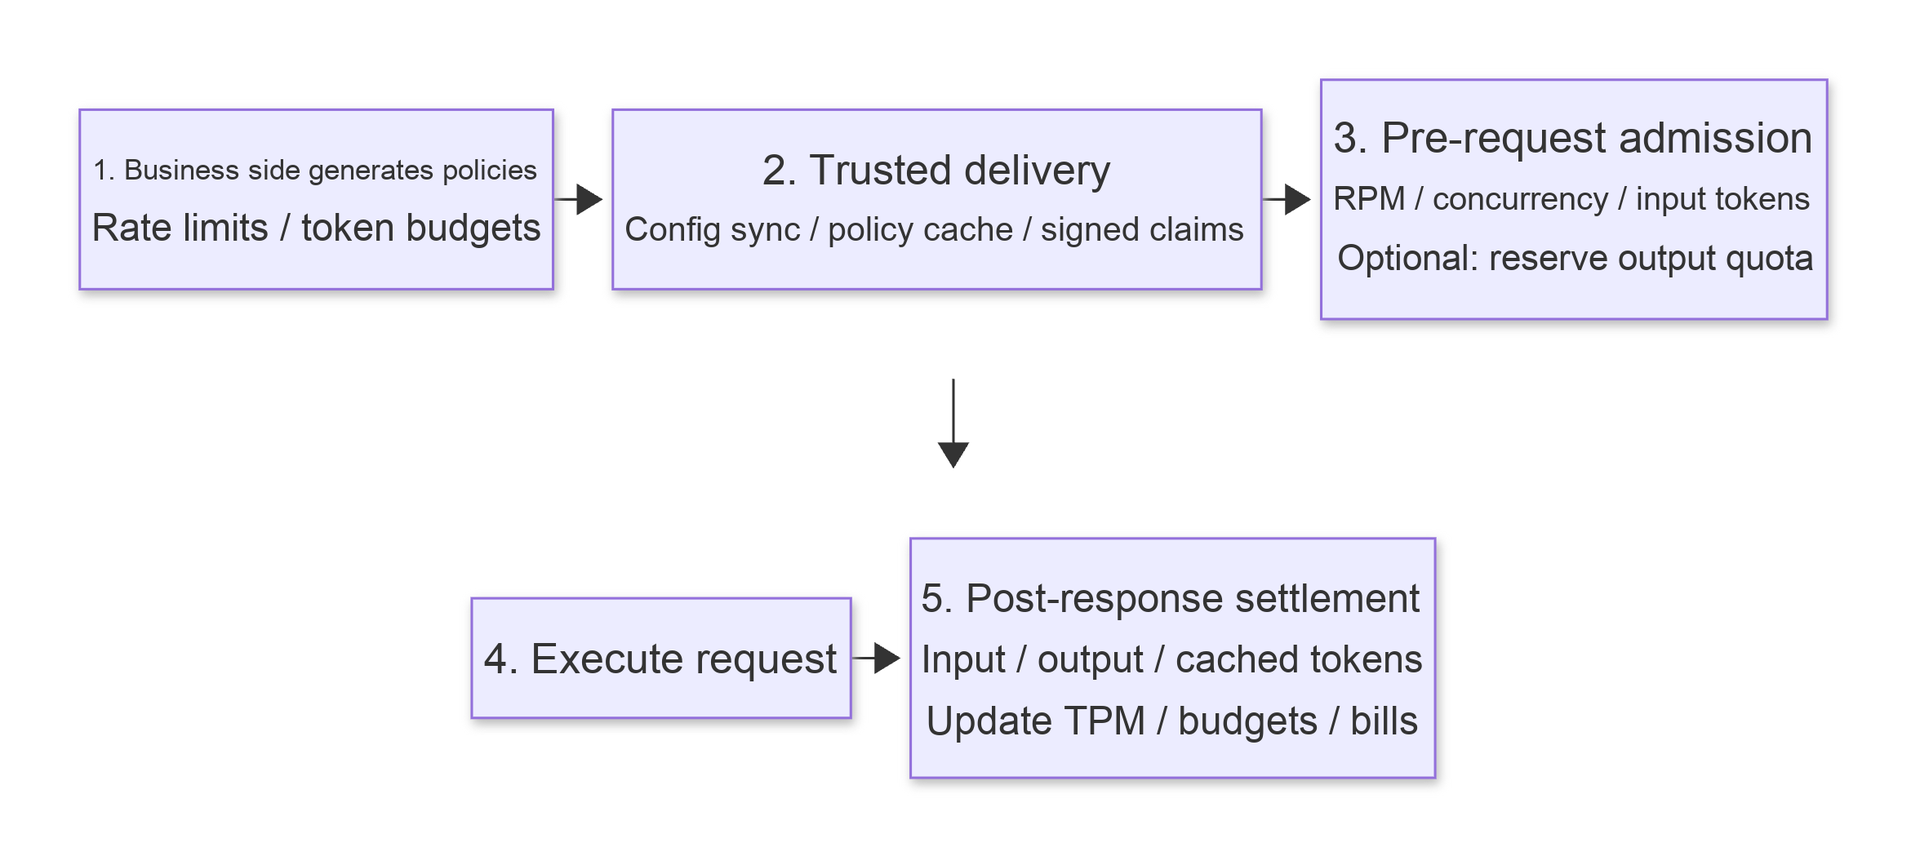 1. Business side generates policies
Rate limits / token budgets
2. Trusted delivery
Config sync / policy cache / signed claims
3. Pre-request admission
RPM / concurrency / input tokens
Optional: reserve output quota
4. Execute request
5. Post-response settlement
Input / output / cached tokens
Update TPM / budgets / bills